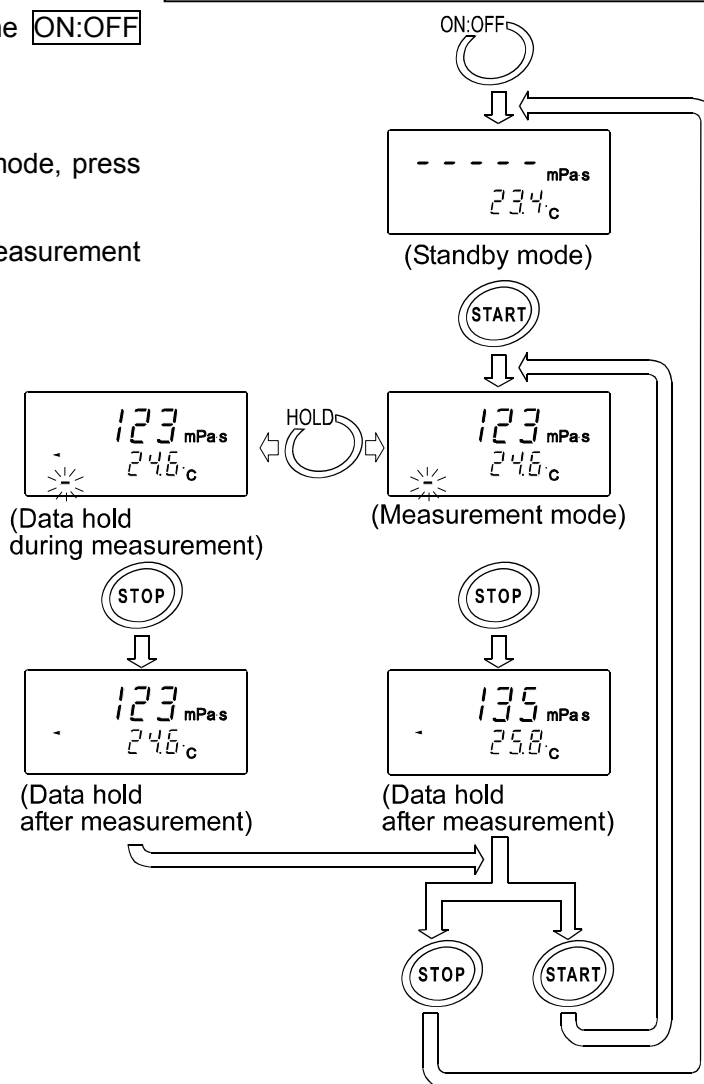 ne ON:OFF
ON:OFF
node, press
- - - - - mPa·s
23.4°C
easurement
(Standby mode)
START
123 mPa·s
24.6°C
HOLD
123 mPa·s
24.6°C
(Data hold
during measurement)
(Measurement mode)
STOP
STOP
123 mPa·s
24.6°C
135 mPa·s
25.8°C
(Data hold
after measurement)
(Data hold
after measurement)
STOP
START